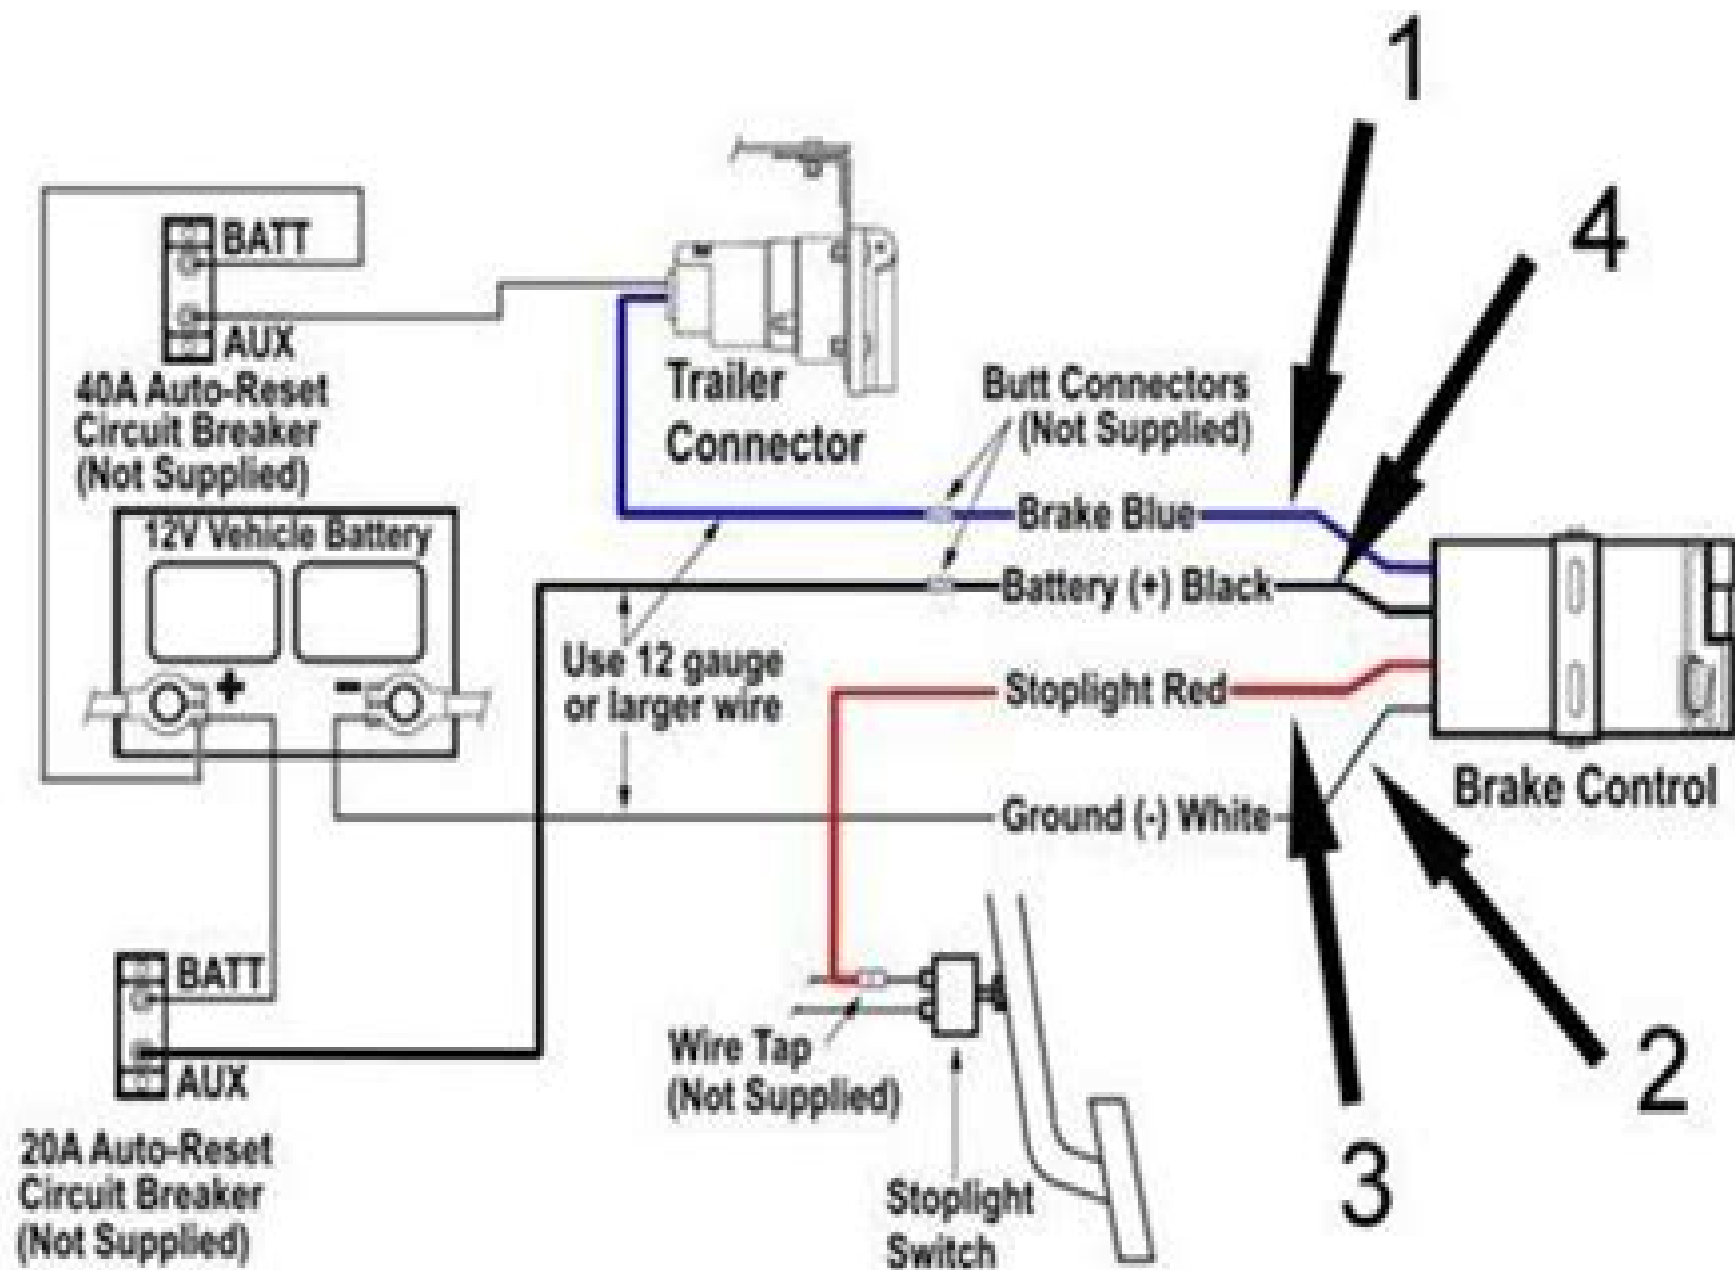 1
4
BATT
AUX
40A Auto-Reset
Circuit Breaker
(Not Supplied)
Trailer
Connector
Butt Connectors
(Not Supplied)
12V Vehicle Battery
+
-
Brake Blue
Battery (+) Black
Use 12 gauge
or larger wire
Stoplight Red
Ground (-) White
Brake Control
BATT
AUX
20A Auto-Reset
Circuit Breaker
(Not Supplied)
Wire Tap
(Not Supplied)
Stoplight
Switch
2
3